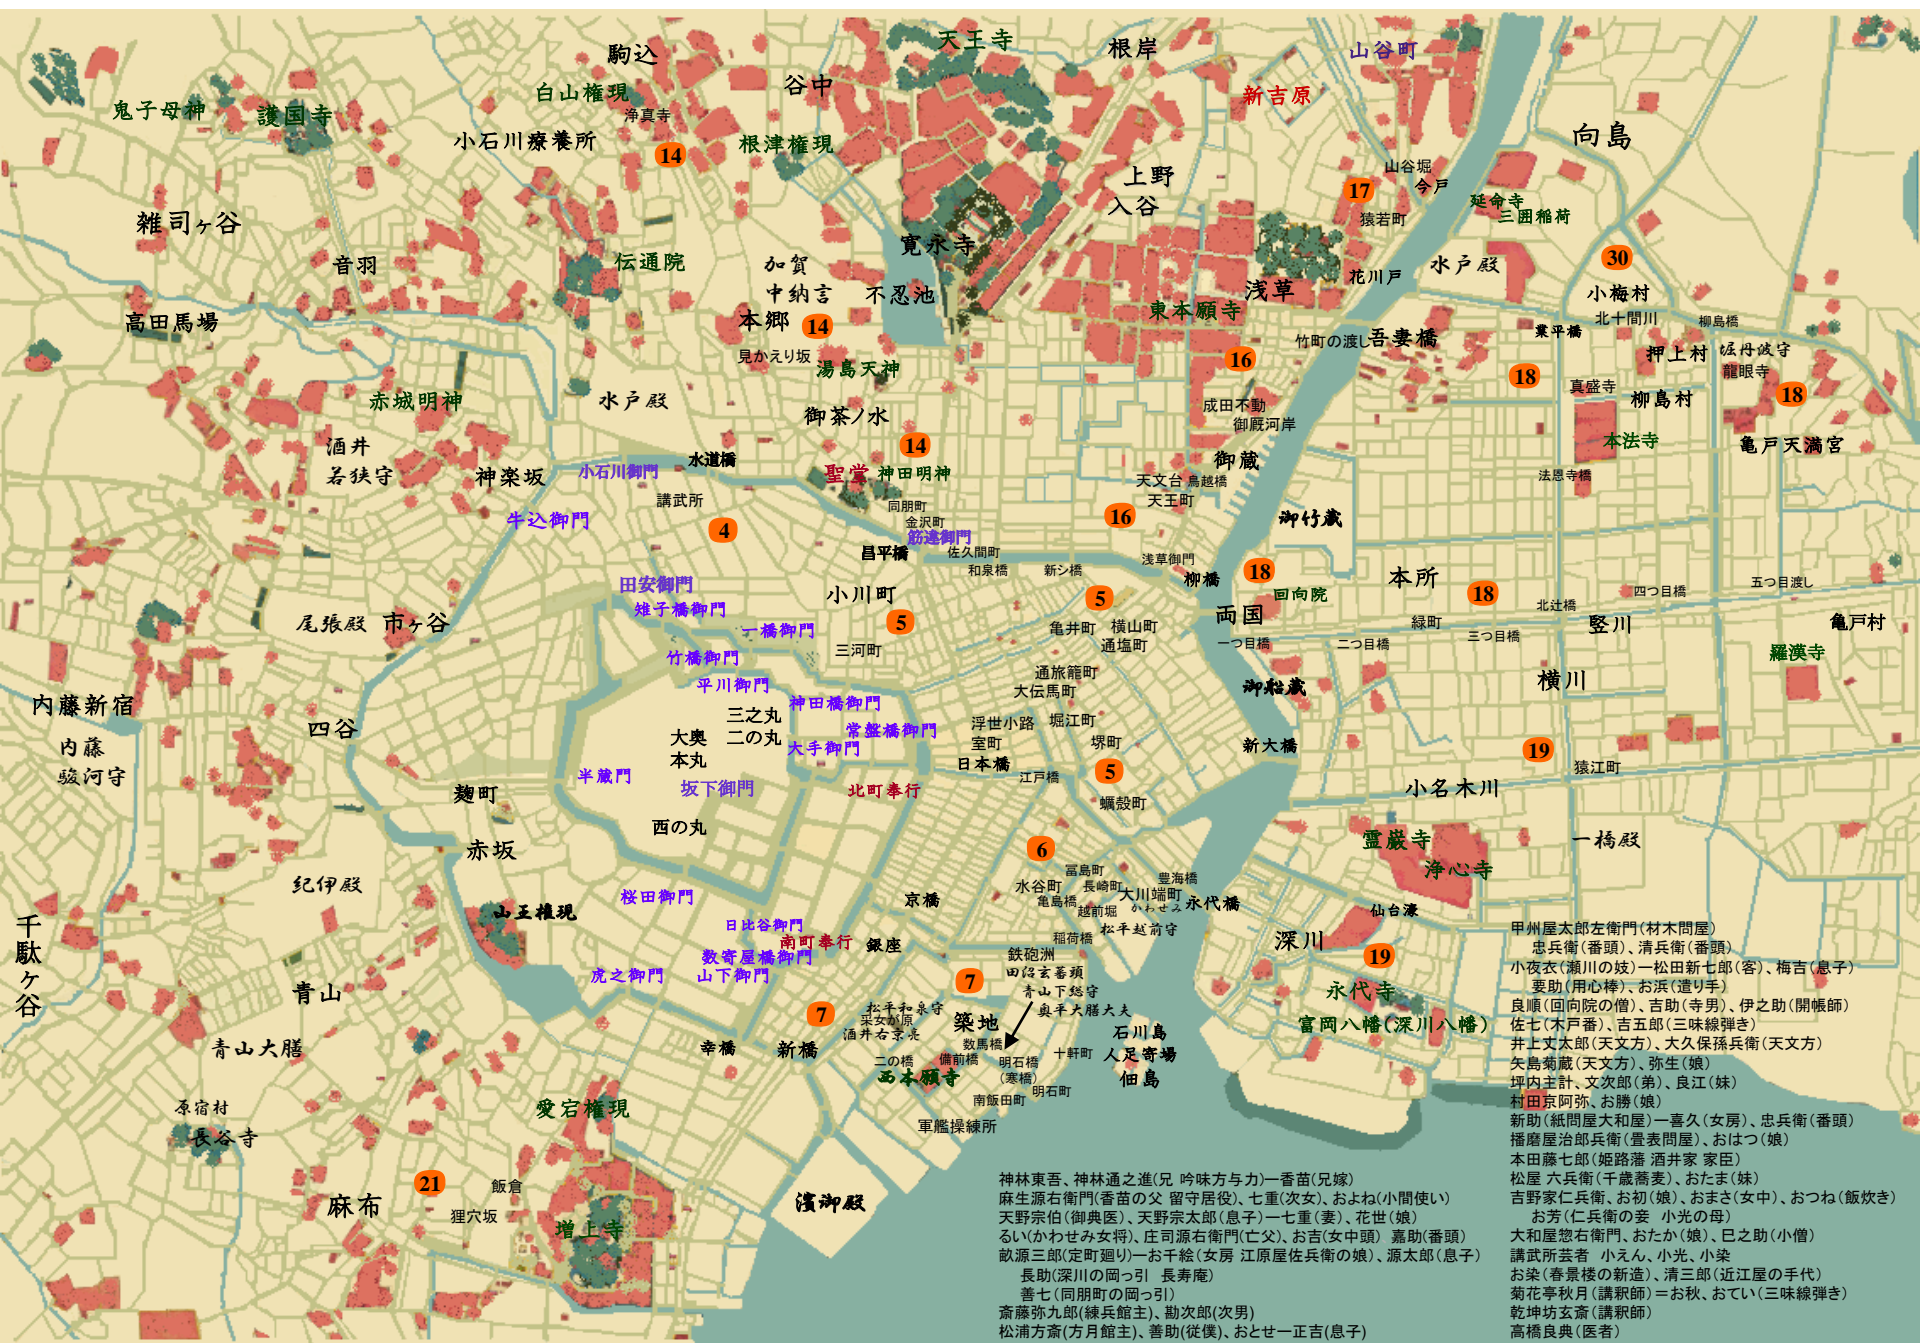 駒込
天王寺
根岸
山谷町
谷中
白山権現
浄真寺
新吉原
鬼子母神
護国寺
小石川療養所
根津権現
向島
14
山谷堀
上野
入谷
17
今戸
延命寺
三囲稲荷
雑司ヶ谷
猿若町
寛永寺
音羽
伝通院
加賀
中納言
不忍池
浅草
花川戸
水戸殿
30
小梅村
高田馬場
本郷
14
東本願寺
北十間川
柳島橋
見かえり坂
湯島天神
竹町の渡し
吾妻橋
業平橋
押上村
堀丹波守
龍眼寺
16
18
真盛寺
柳島村
18
赤城明神
水戸殿
御茶ノ水
成田不動
御厩河岸
酒井
若狭守
14
本法寺
亀戸天満宮
神楽坂
小石川御門
水道橋
聖堂
神田明神
御蔵
天文台
鳥越橋
天王町
法恩寺橋
講武所
同朋町
金沢町
牛込御門
4
筋違御門
16
御竹蔵
昌平橋
佐久間町
和泉橋
新シ橋
浅草御門
柳橋
18
本所
田安御門
雉子橋御門
小川町
5
5
回向院
18
四つ目橋
五つ目渡し
北辻橋
尾張殿
市ヶ谷
一橋御門
亀井町
横山町
通塩町
両国
緑町
竪川
亀戸村
三河町
竹橋御門
一つ目橋
二つ目橋
三つ目橋
羅漢寺
平川御門
通旅籠町
大伝馬町
御船蔵
横川
内藤新宿
神田橋御門
三之丸
二の丸
常盤橋御門
浮世小路
堀江町
四谷
大奥
本丸
大手御門
室町
堺町
新大橋
19
内藤
駿河守
日本橋
江戸橋
5
猿江町
半蔵門
坂下御門
北町奉行
麹町
蠣殻町
小名木川
西の丸
赤坂
6
霊巌寺
浄心寺
一橋殿
紀伊殿
桜田御門
冨島町
水谷町
長崎町
豊海橋
亀島橋
大川端町
かわせみ
越前堀
永代橋
京橋
仙台濠
山王権現
日比谷御門
南町奉行
銀座
松平越前守
稲荷橋
深川
千駄ヶ谷
数寄屋橋御門
虎之御門
山下御門
鉄砲洲
田沼玄蕃頭
青山下総守
奥平大膳大夫
7
19
永代寺
青山
松平和泉守
采女が原
酒井右京亮
7
築地
数馬橋
石川島
人足寄場
佃島
富岡八幡(深川八幡)
青山大膳
幸橋
新橋
二の橋
備前橋
明石橋
(寒橋)
十軒町
西本願寺
明石町
南飯田町
原宿村
長谷寺
愛宕権現
軍艦操練所
21
飯倉
麻布
狸穴坂
増上寺
濱御殿
神林東吾、神林通之進(兄 吟味方与力)ー香苗(兄嫁)
麻生源右衛門(香苗の父 留守居役)、七重(次女)、およね(小間使い)
天野宗伯(御典医)、天野宗太郎(息子)ー七重(妻)、花世(娘)
るい(かわせみ女将)、庄司源右衛門(亡父)、お吉(女中頭) 嘉助(番頭)
畝源三郎(定町廻り)ーお千絵(女房 江原屋佐兵衛の娘)、源太郎(息子)
長助(深川の岡っ引 長寿庵)
善七(同朋町の岡っ引)
斎藤弥九郎(練兵館主)、勘次郎(次男)
松浦方斎(方月館主)、善助(従僕)、おとせー正吉(息子)
甲州屋太郎左衛門(材木問屋)
忠兵衛(番頭)、清兵衛(番頭)
小夜衣(瀬川の妓)ー松田新七郎(客)、梅吉(息子)
要助(用心棒)、お浜(遣り手)
良順(回向院の僧)、吉助(寺男)、伊之助(開帳師)
佐七(木戸番)、吉五郎(三味線弾き)
井上丈太郎(天文方)、大久保孫兵衛(天文方)
矢島菊蔵(天文方)、弥生(娘)
坪内主計、文次郎(弟)、良江(妹)
村田京阿弥、お勝(娘)
新助(紙問屋大和屋)ー喜久(女房)、忠兵衛(番頭)
播磨屋治郎兵衛(畳表問屋)、おはつ(娘)
本田藤七郎(姫路藩 酒井家 家臣)
松屋 六兵衛(千歳蕎麦)、おたま(妹)
吉野家仁兵衛、お初(娘)、おまさ(女中)、おつね(飯炊き)
お芳(仁兵衛の妾 小光の母)
大和屋惣右衛門、おたか(娘)、巳之助(小僧)
講武所芸者 小えん、小光、小染
お染(春景楼の新造)、清三郎(近江屋の手代)
菊花亭秋月(講釈師)＝お秋、おてい(三味線弾き)
乾坤坊玄斎(講釈師)
高橋良典(医者)